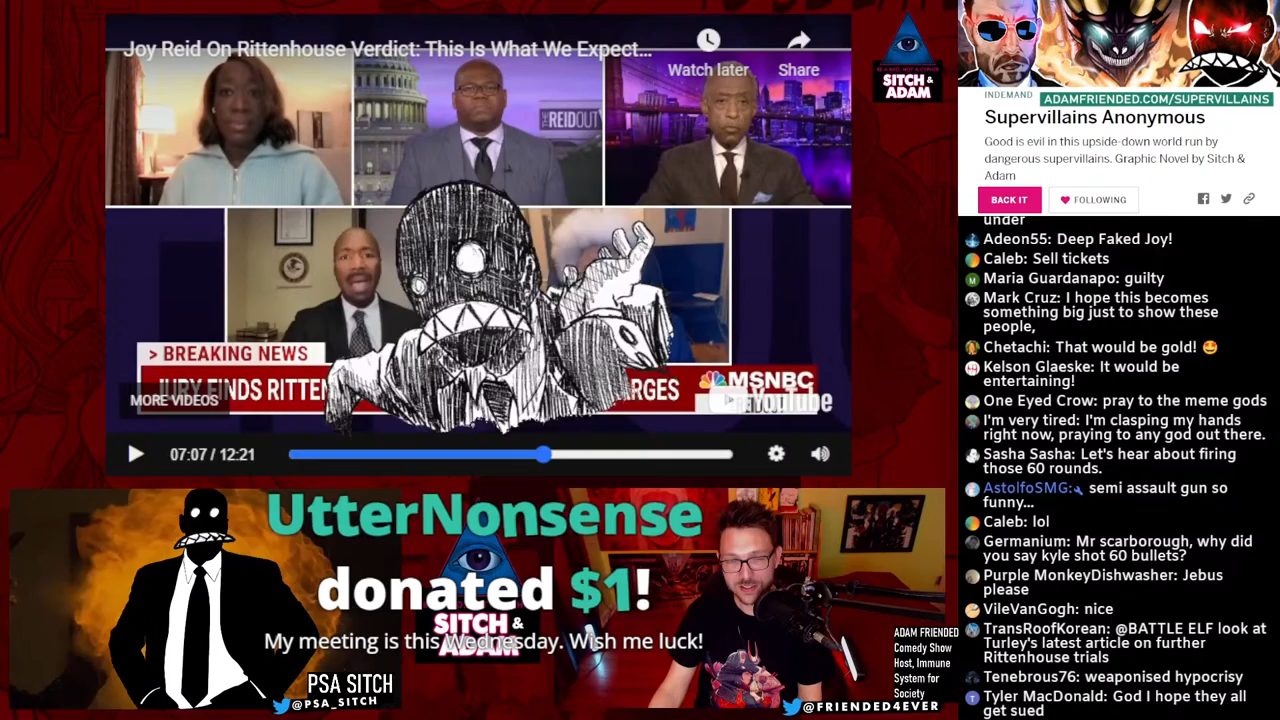 Joy Reid On Rittenhouse Verdict: This Is What We Expect...
Watch later
Share
THE REIDOUT
> BREAKING NEWS
JURY FINDS RITTEN
RGES
MSNBC
MORE VIDEOS
YouTube
07:07 / 12:21
SITCH &
ADAM
INDEMAND
ADAMFRIENDED.COM/SUPERVILLAINS
Supervillains Anonymous
Good is evil in this upside-down world run by
dangerous supervillains. Graphic Novel by Sitch &
Adam
BACK IT
FOLLOWING
under
Adeon55: Deep Faked Joy!
Caleb: Sell tickets
Maria Guardanapo: guilty
Mark Cruz: I hope this becomes
something big just to show these
people,
Chetachi: That would be gold! 🤩
Kelson Glaeske: It would be
entertaining!
One Eyed Crow: pray to the meme gods
I'm very tired: I'm clasping my hands
right now, praying to any god out there.
Sasha Sasha: Let's hear about firing
those 60 rounds.
AstolfoSMG: semi assault gun so
funny...
Caleb: lol
Germanium: Mr scarborough, why did
you say kyle shot 60 bullets?
Purple MonkeyDishwasher: Jebus
please
VileVanGogh: nice
TransRoofKorean: @BATTLE ELF look at
Turley's latest article on further
Rittenhouse trials
Tenebrous76: weaponised hypocrisy
Tyler MacDonald: God I hope they all
get sued
UtterNonsense
donated $1!
My meeting is this Wednesday. Wish me luck!
SITCH &
ADAM
PSA SITCH
@PSA_SITCH
ADAM FRIENDED
Comedy Show
Host, Immune
System for
Society
@FRIENDED4EVER